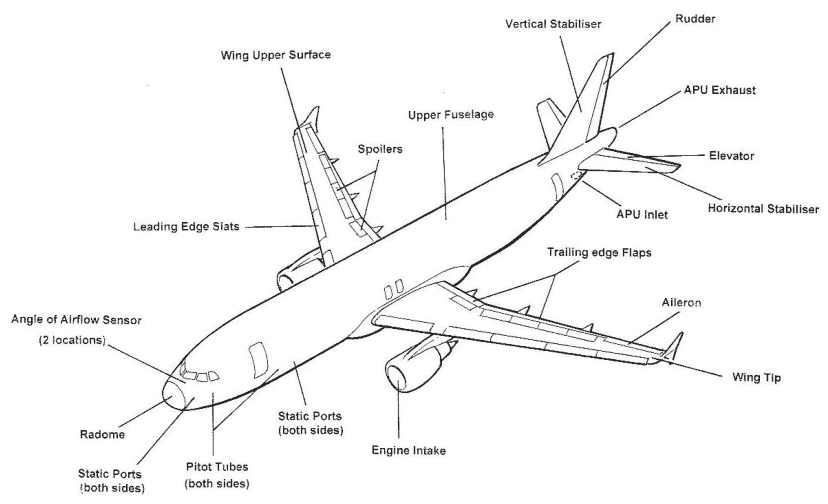 Vertical Stabiliser
Rudder
Wing Upper Surface
APU Exhaust
Upper Fuselage
Spoilers
Elevator
Horizontal Stabiliser
APU Inlet
Leading Edge Slats
Trailing edge Flaps
Aileron
Angle of Airflow Sensor
(2 locations)
Wing Tip
Static Ports
(both sides)
Radome
Engine Intake
Pitot Tubes
(both sides)
Static Ports
(both sides)